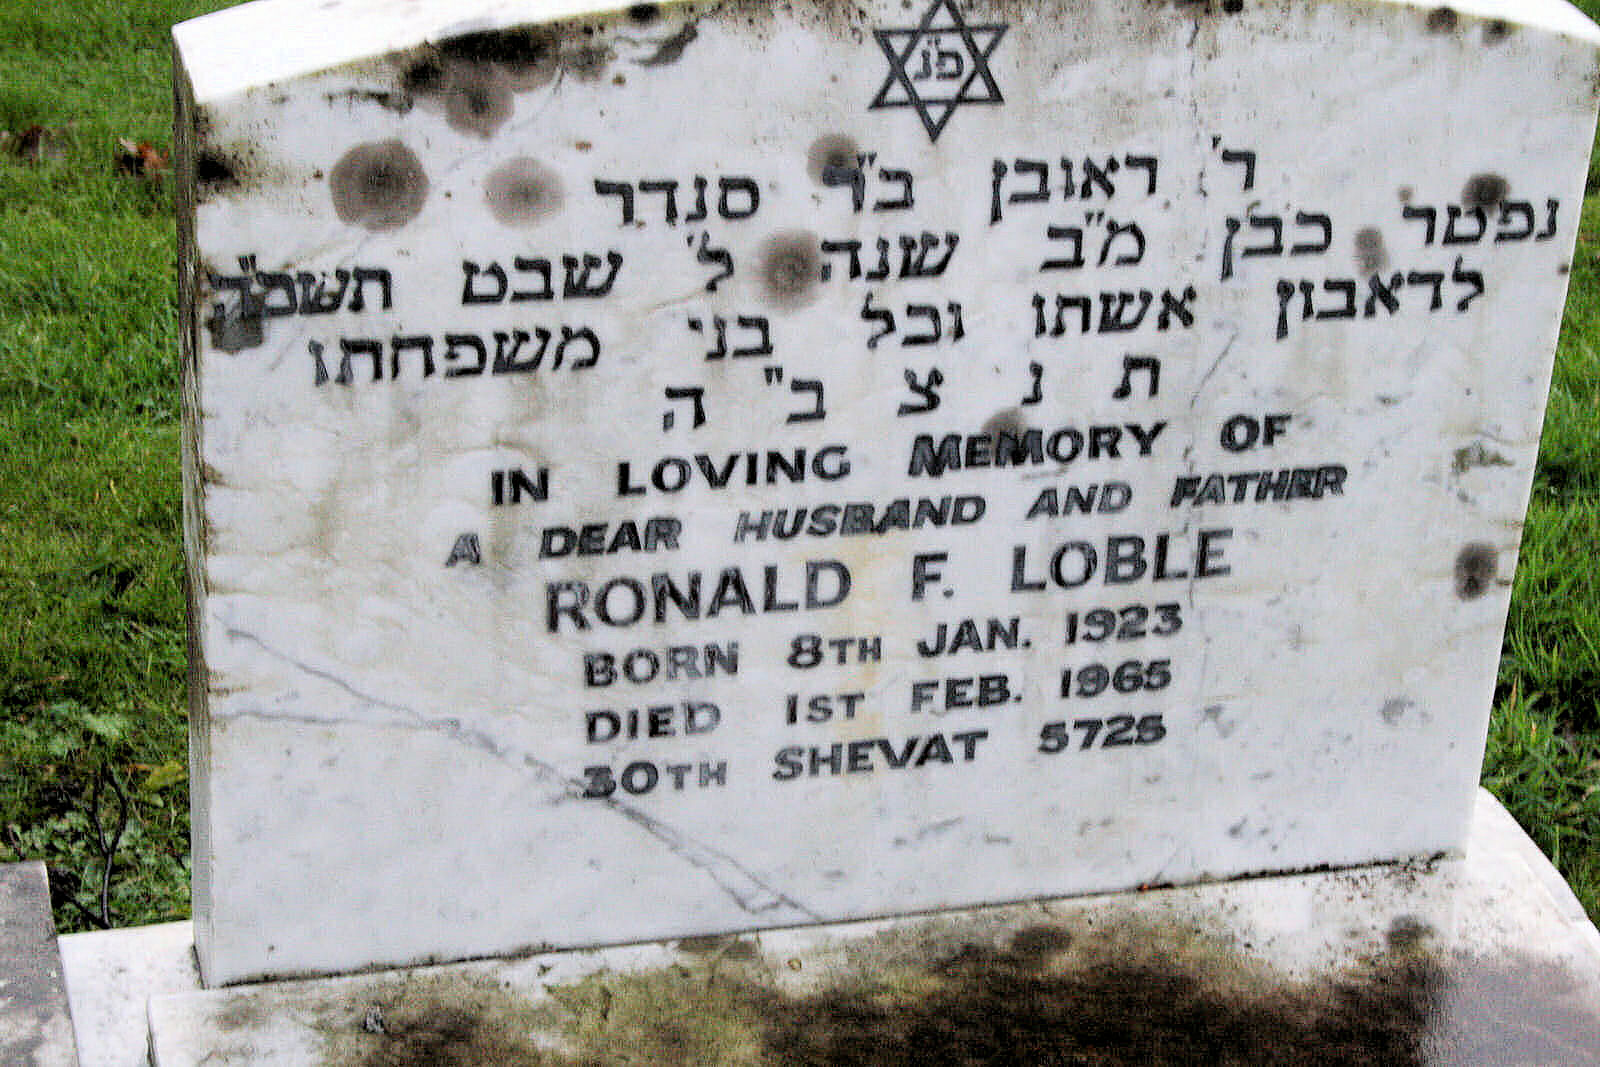 פ"נ
ר' ראובן ב"ר סנדר
נפטר כבן מ"ב שנה ל' שבט תשכ"ה
לדאבון אשתו וכל בני משפחתו
ת נ צ ב" ה
IN LOVING MEMORY OF
A DEAR HUSBAND AND FATHER
RONALD F. LOBLE
BORN 8TH JAN. 1923
DIED 1ST FEB. 1965
30TH SHEVAT 5725